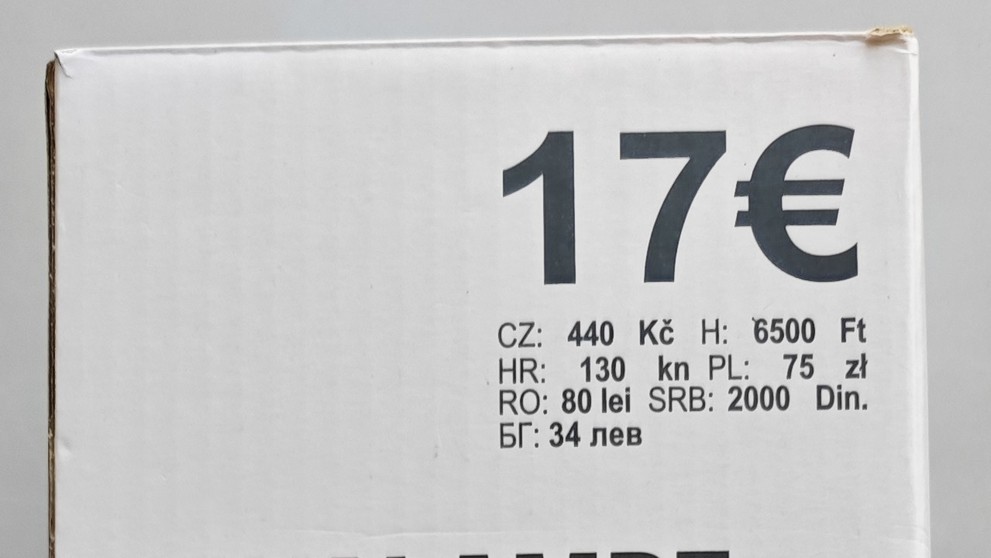 17€
CZ: 440 Kč H: 6500 Ft
HR: 130 kn PL: 75 zł
RO: 80 lei SRB: 2000 Din.
БГ: 34 лев